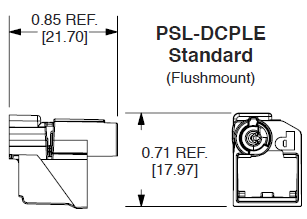 0.85 REF.
[21.70]
PSL-DCPLE
Standard
(Flushmount)
0.71 REF.
[17.97]
P